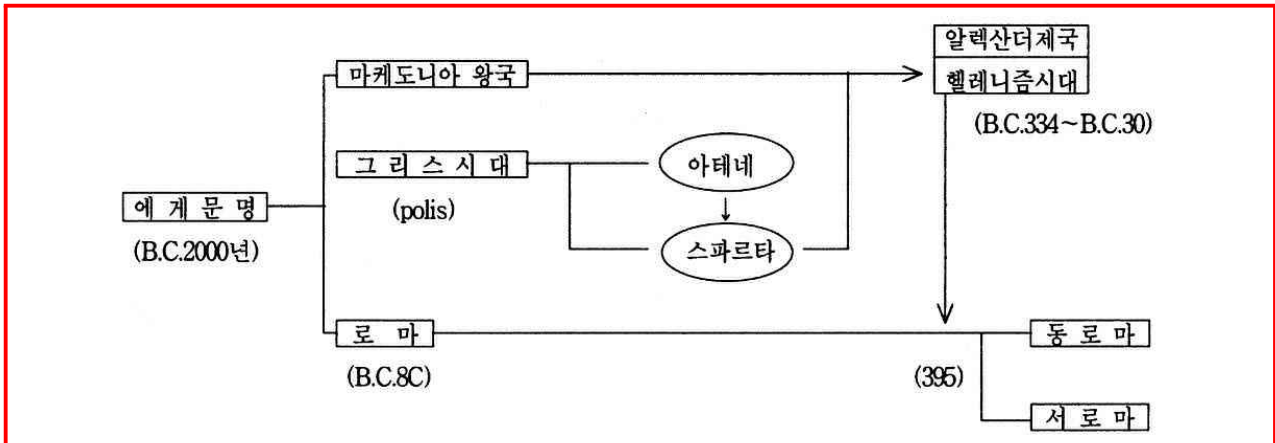 알렉산더제국
마케도니아 왕국
헬레니즘시대
(B.C.334~B.C.30)
그 리 스 시 대
아테네
에 게 문 명
(polis)
(B.C.2000년)
스파르타
로 마
동 로 마
(B.C.8C)
(395)
서 로 마